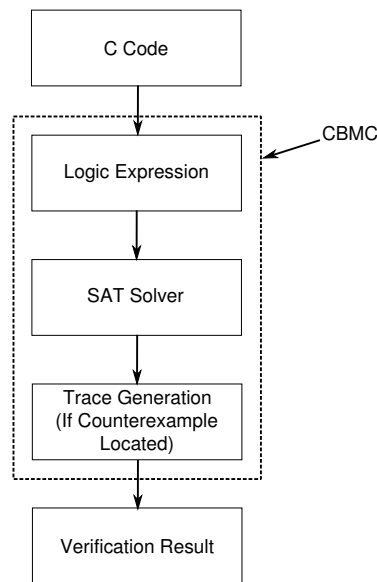 C Code
CBMC
Logic Expression
SAT Solver
Trace Generation
(If Counterexample
Located)
Verification Result